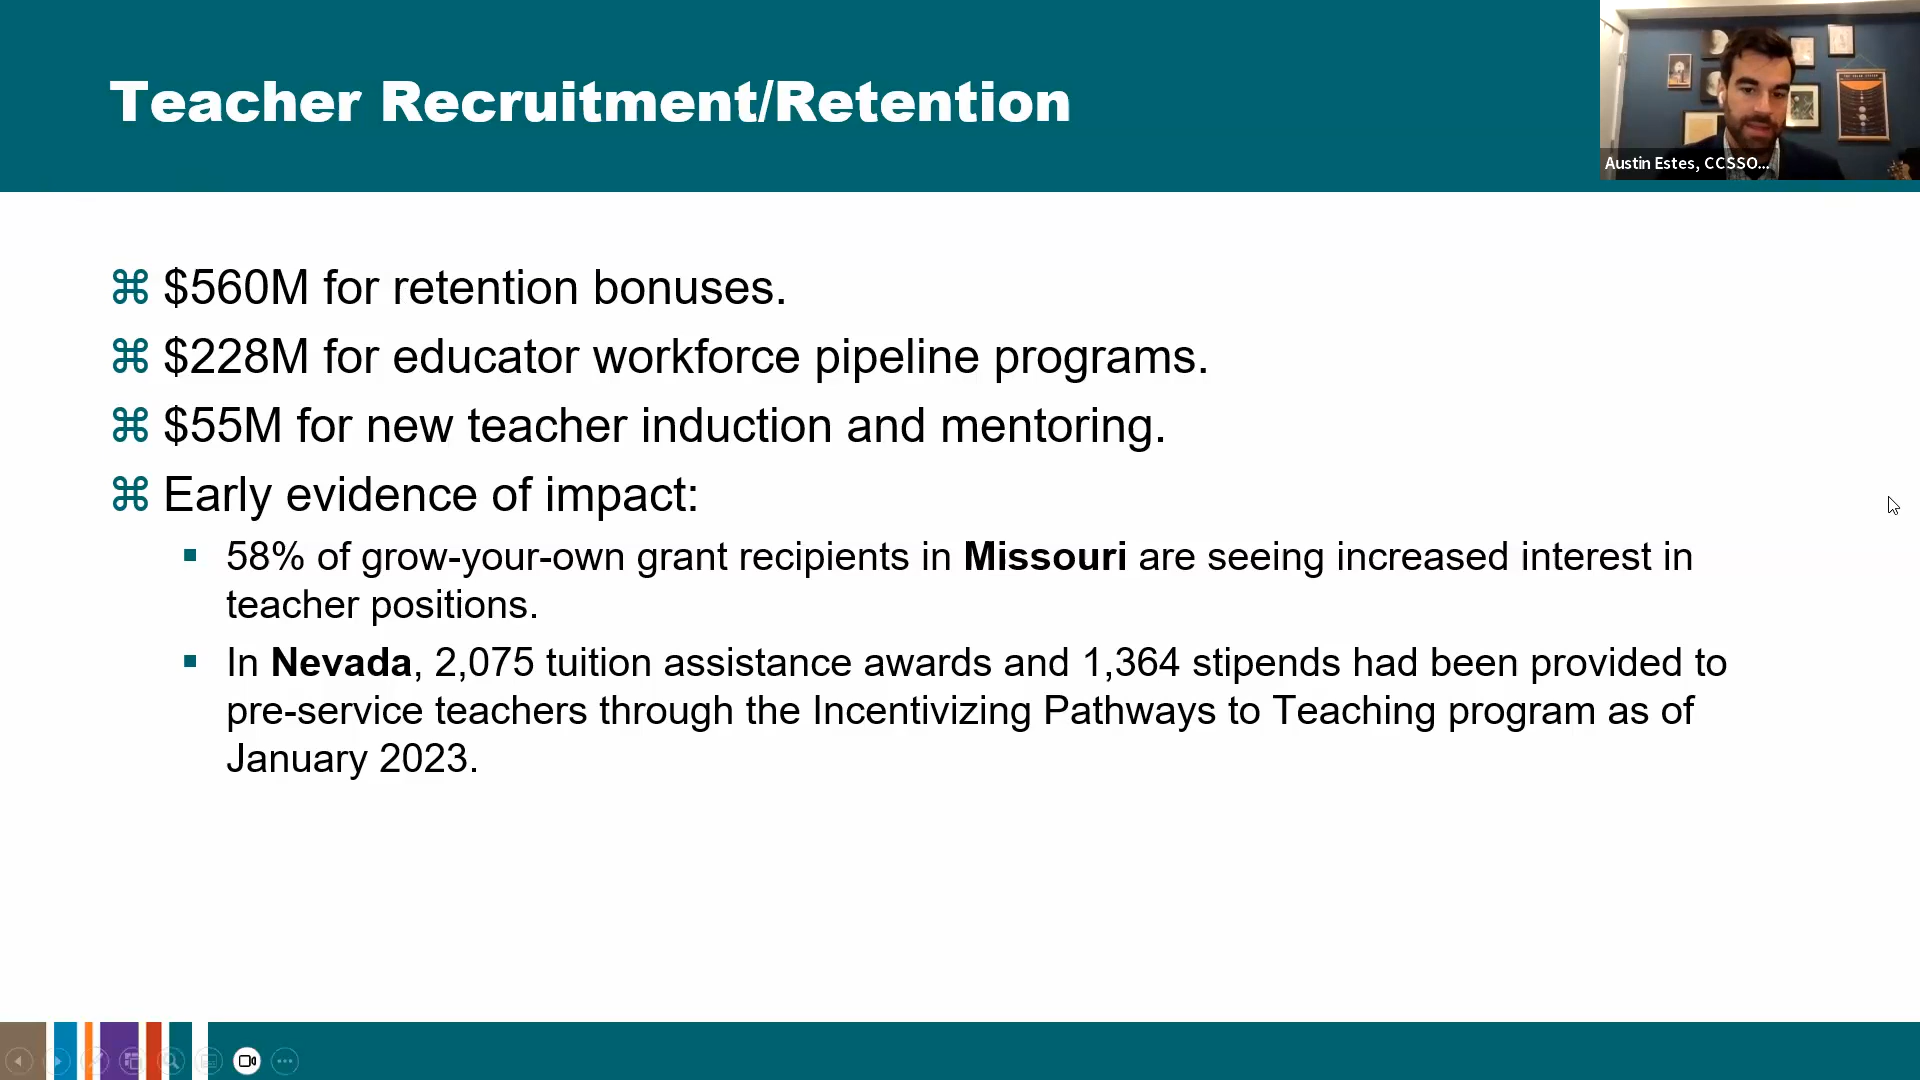 Teacher Recruitment/Retention
Austin Estes, CCSSO...
⌘ $560M for retention bonuses.
⌘ $228M for educator workforce pipeline programs.
⌘ $55M for new teacher induction and mentoring.
⌘ Early evidence of impact:
▪ 58% of grow-your-own grant recipients in Missouri are seeing increased interest in
teacher positions.
▪ In Nevada, 2,075 tuition assistance awards and 1,364 stipends had been provided to
pre-service teachers through the Incentivizing Pathways to Teaching program as of
January 2023.